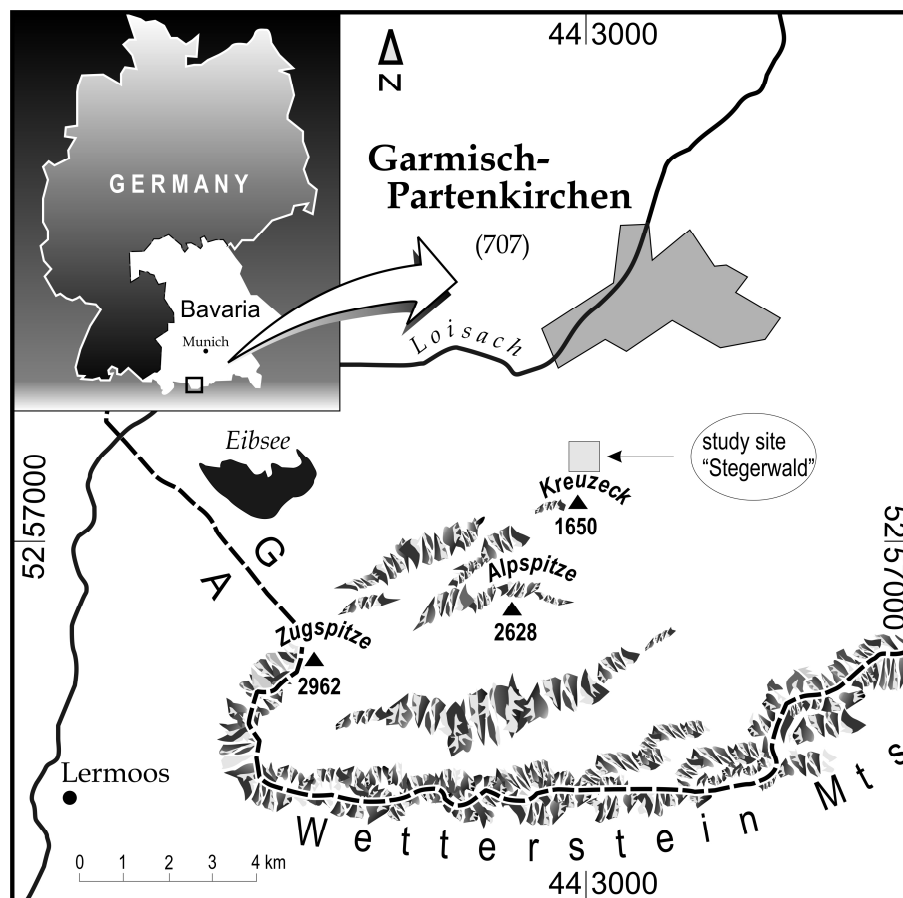 44|3000
N
GERMANY
Garmisch-
Partenkirchen
(707)
Bavaria
Munich
Loisach
Eibsee
study site
“Stegerwald”
52|57000
52|57000
Kreuzeck
1650
G
A
Alpspitze
2628
Zugspitze
2962
Lermoos
Wetterstein Mts
0 1 2 3 4 km
44|3000